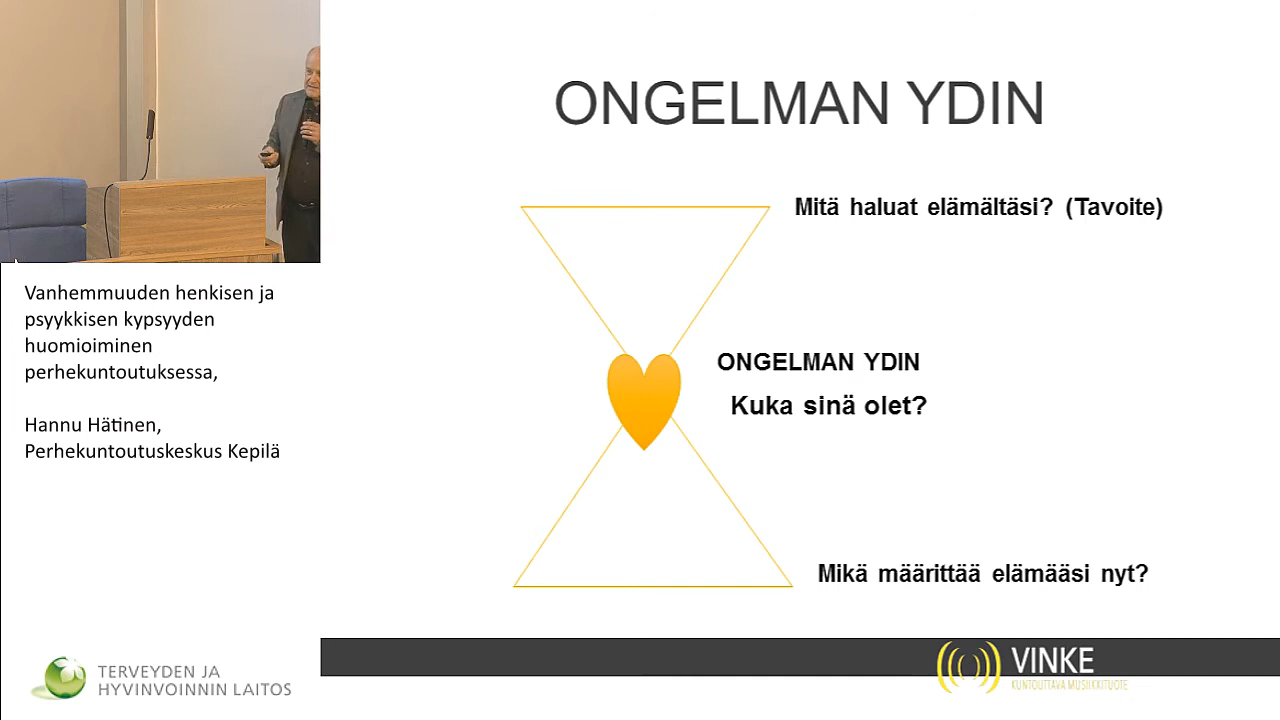 ONGELMAN YDIN
Mitä haluat elämältäsi? (Tavoite)
ONGELMAN YDIN
Kuka sinä olet?
Mikä määrittää elämääsi nyt?
Vanhemmuuden henkisen ja
psyykkisen kypsyyden
huomioiminen
perhekuntoutuksessa,
Hannu Hätinen,
Perhekuntoutuskeskus Kepilä
TERVEYDEN JA
HYVINVOINNIN LAITOS
VINKE
KUNTOUTTAVA MUSIIKKITUOTE